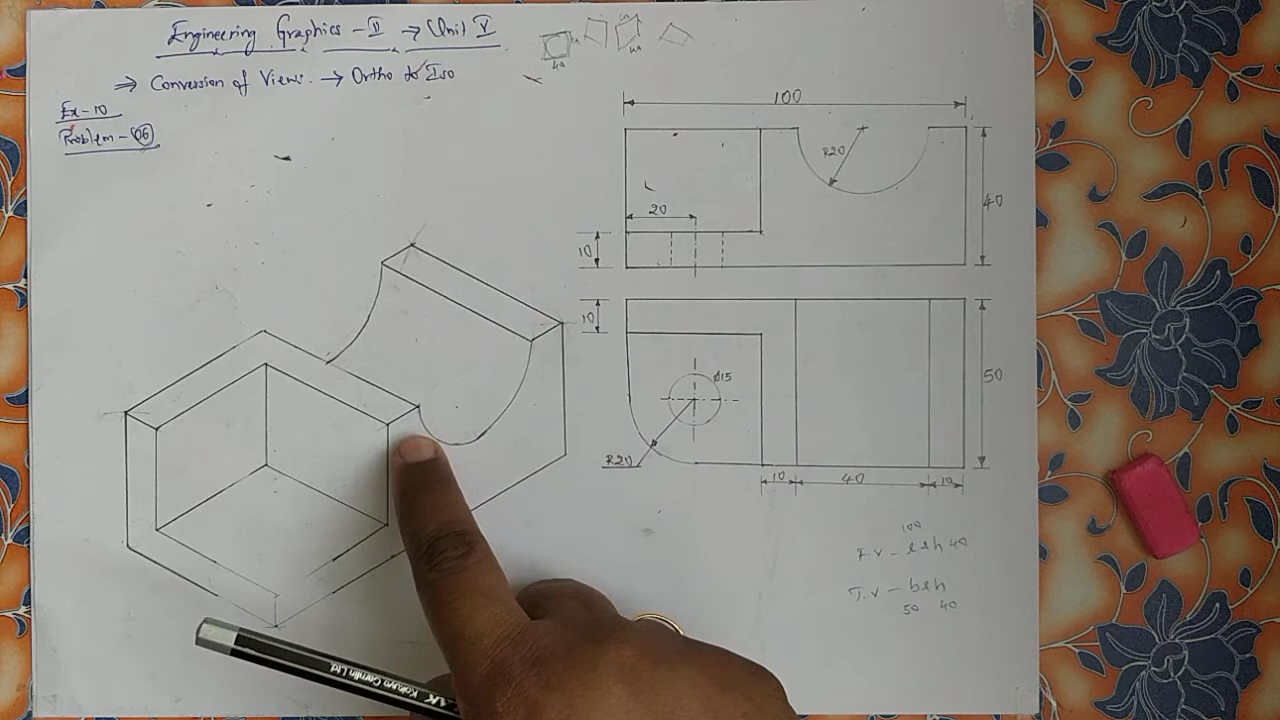 Engineering Graphics - II → Unit V
⇒ Conversion of Views. → Ortho to Iso
Ex-10
Problem - 06
100
R20
40
20
10
10
Ø15
50
R20
10
40
10
100
F.V - l & h 40
T.V - b & h
50 40
Kokuyo Camlin Ltd.